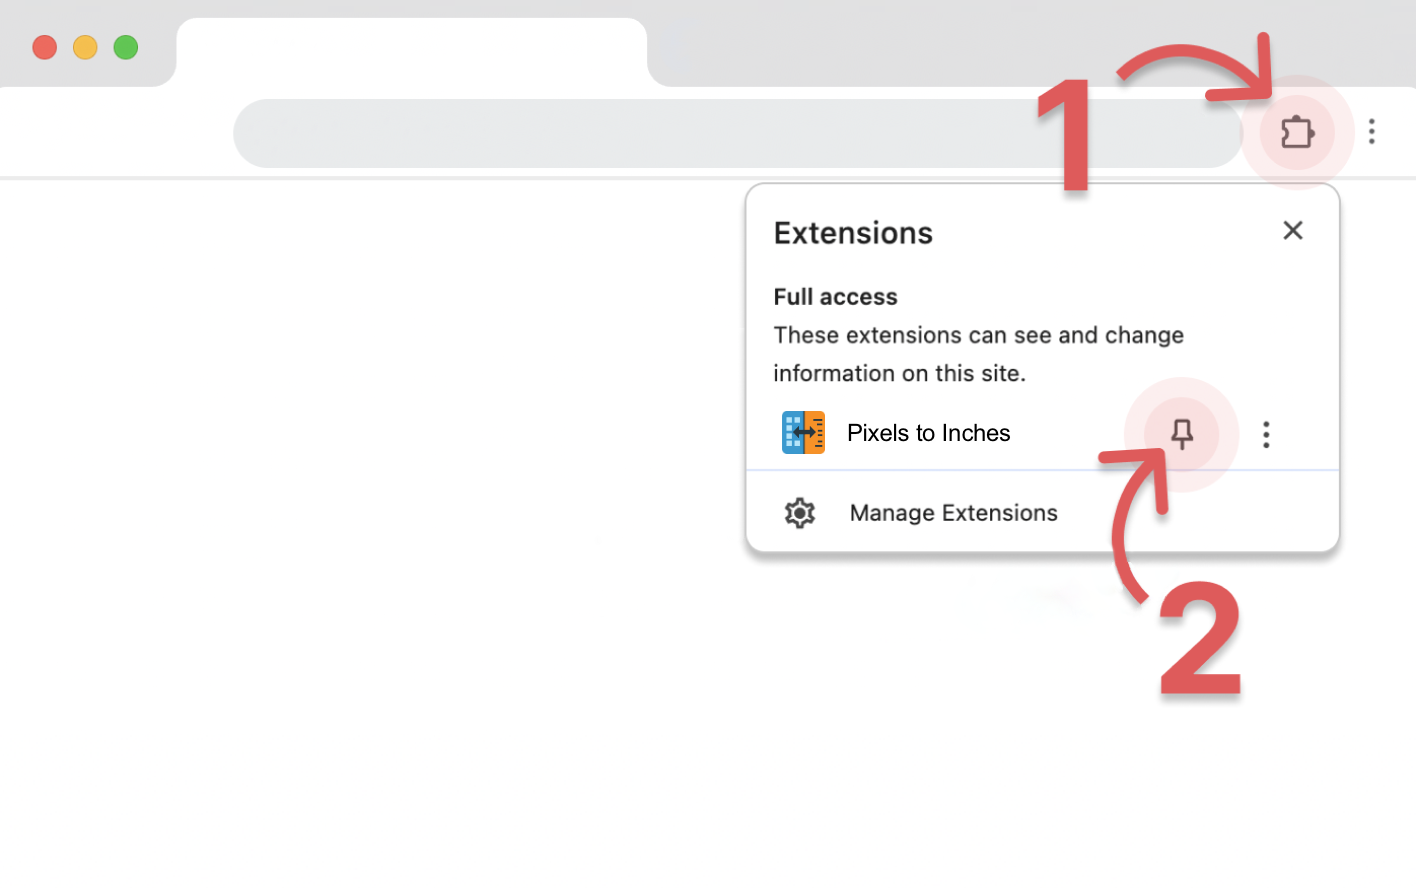 1
Extensions
Full access
These extensions can see and change
information on this site.
Pixels to Inches
Manage Extensions
2